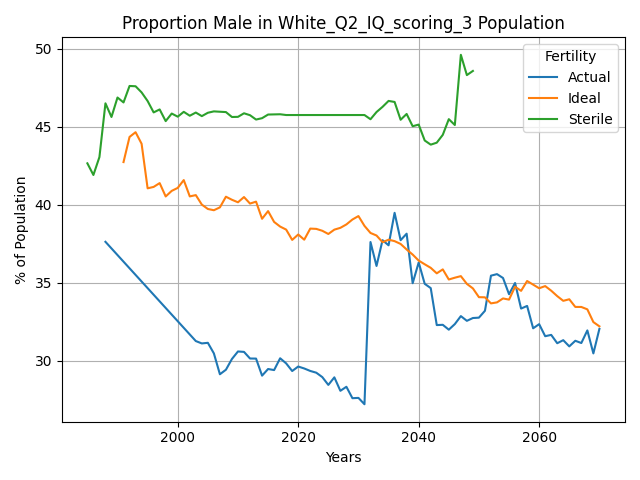 Proportion Male in White_Q2_IQ_scoring_3 Population
Fertility
Actual
Ideal
Sterile
% of Population
50
45
40
35
30
2000 2020 2040 2060
Years